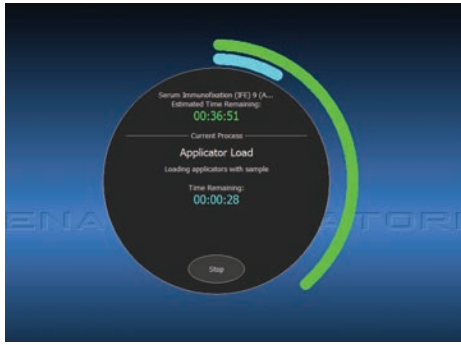 Serum Immunofixation (IFE) 9 (A...
Estimated Time Remaining:
00:36:51
Current Process
Applicator Load
Loading applicators with sample
Time Remaining:
00:00:28
Stop